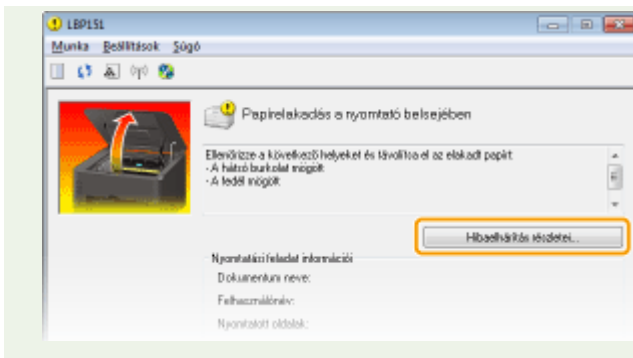 LBP151
Munka Beállítások Súgó
Papírelakadás a nyomtató belsejében
Ellenőrizze a következő helyeket és távolítsa el az elakadt papírt:
- A hátsó burkolat mögött
- A fedél mögött
Hibaelhárítás részletei...
Nyomtatási feladat információi
Dokumentum neve:
Felhasználónév:
Nyomtatott oldalak: